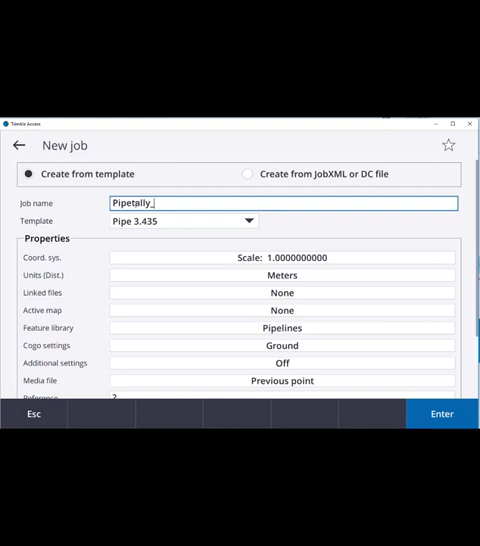 Trimble Access
New job
Create from template
Create from JobXML or DC file
Job name
Pipetally_
Template
Pipe 3.435
Properties
Coord. sys.
Scale: 1.0000000000
Units (Dist.)
Meters
Linked files
None
Active map
None
Feature library
Pipelines
Cogo settings
Ground
Additional settings
Off
Media file
Previous point
Reference
?
Esc
Enter